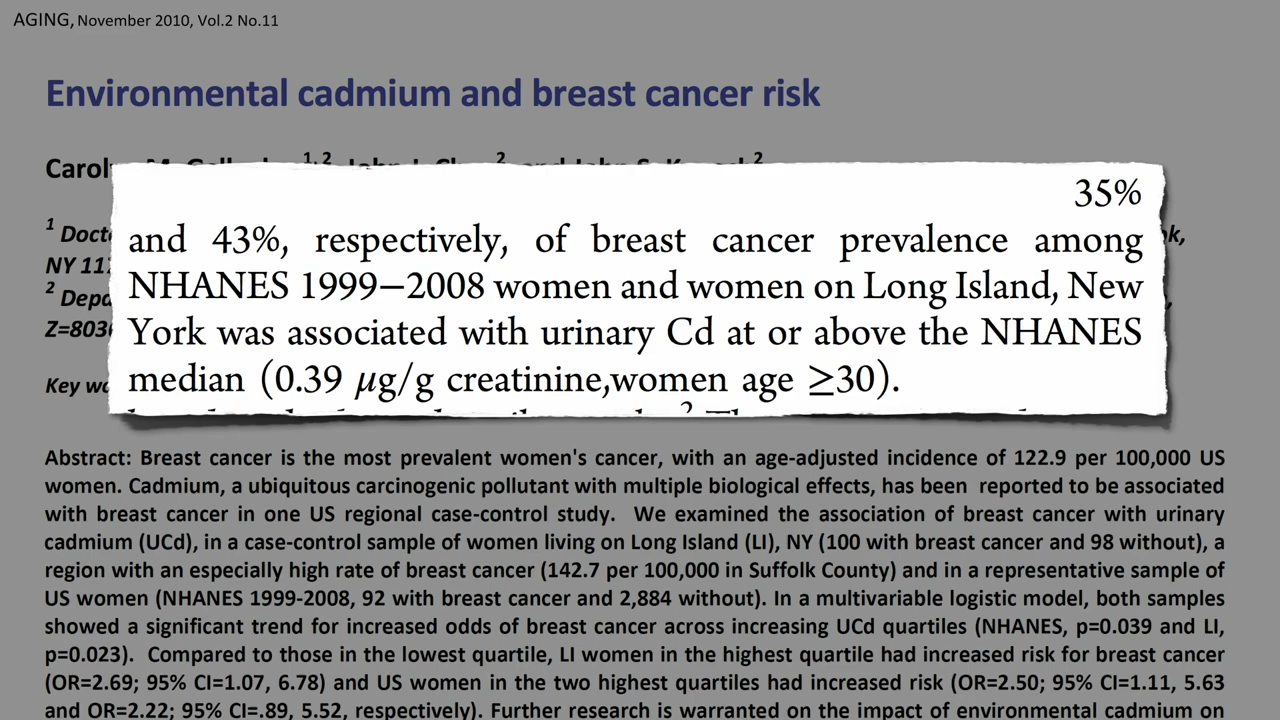 AGING, November 2010, Vol.2 No.11
Environmental cadmium and breast cancer risk
35%
and 43%, respectively, of breast cancer prevalence among
NHANES 1999–2008 women and women on Long Island, New
York was associated with urinary Cd at or above the NHANES
median (0.39 μg/g creatinine,women age ≥30).
Abstract: Breast cancer is the most prevalent women's cancer, with an age-adjusted incidence of 122.9 per 100,000 US
women. Cadmium, a ubiquitous carcinogenic pollutant with multiple biological effects, has been reported to be associated
with breast cancer in one US regional case-control study. We examined the association of breast cancer with urinary
cadmium (UCd), in a case-control sample of women living on Long Island (LI), NY (100 with breast cancer and 98 without), a
region with an especially high rate of breast cancer (142.7 per 100,000 in Suffolk County) and in a representative sample of
US women (NHANES 1999-2008, 92 with breast cancer and 2,884 without). In a multivariable logistic model, both samples
showed a significant trend for increased odds of breast cancer across increasing UCd quartiles (NHANES, p=0.039 and LI,
p=0.023). Compared to those in the lowest quartile, LI women in the highest quartile had increased risk for breast cancer
(OR=2.69; 95% CI=1.07, 6.78) and US women in the two highest quartiles had increased risk (OR=2.50; 95% CI=1.11, 5.63
and OR=2.22; 95% CI=.89, 5.52, respectively). Further research is warranted on the impact of environmental cadmium on